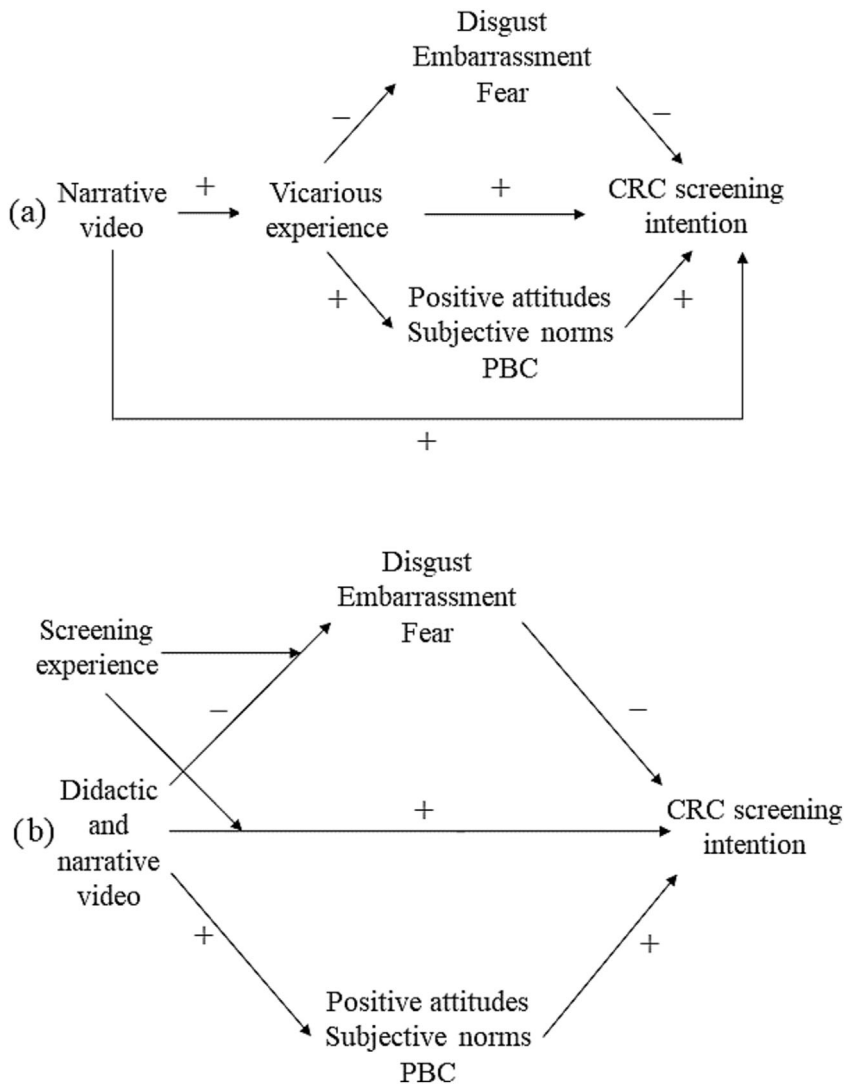 Disgust
Embarrassment
Fear
−
−
(a)
Narrative
video
+
Vicarious
experience
+
CRC screening
intention
+
Positive attitudes
Subjective norms
PBC
+
+
Disgust
Embarrassment
Fear
Screening
experience
−
−
(b)
Didactic
and
narrative
video
+
CRC screening
intention
+
+
Positive attitudes
Subjective norms
PBC